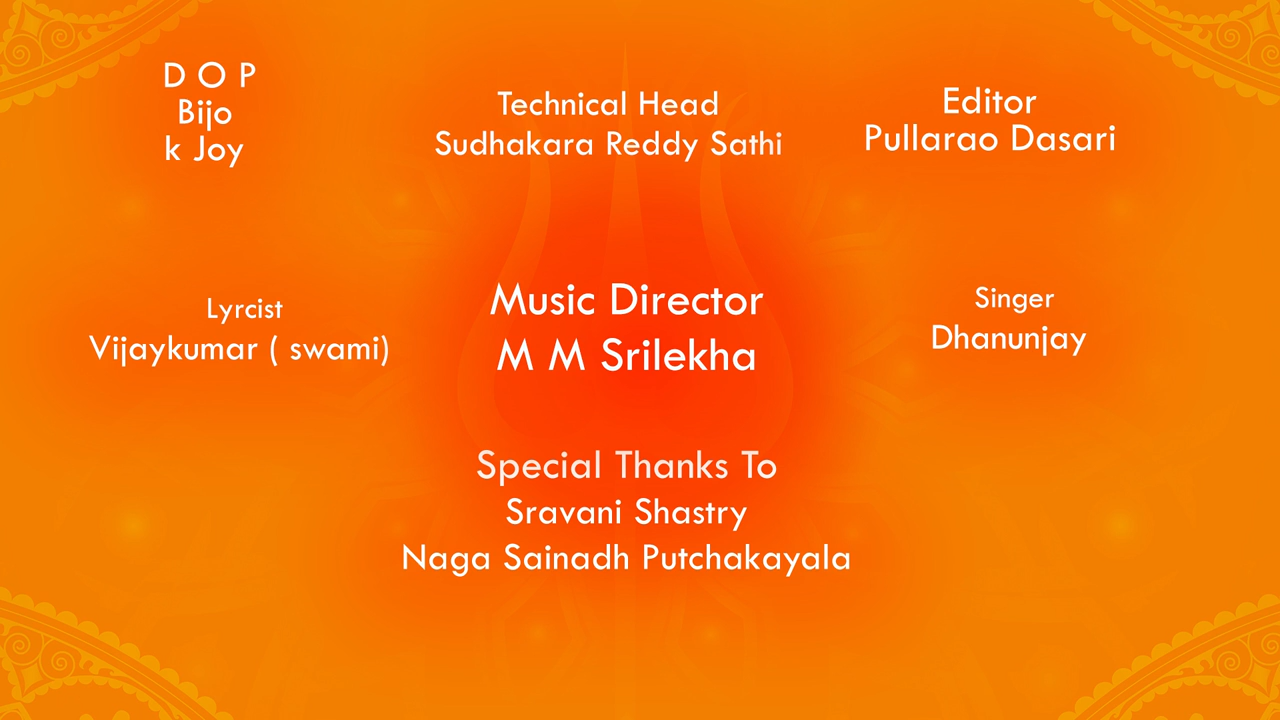 D O P
Bijo
k Joy
Technical Head
Sudhakara Reddy Sathi
Editor
Pullarao Dasari
Lyrcist
Vijaykumar ( swami)
Music Director
M M Srilekha
Singer
Dhanunjay
Special Thanks To
Sravani Shastry
Naga Sainadh Putchakayala